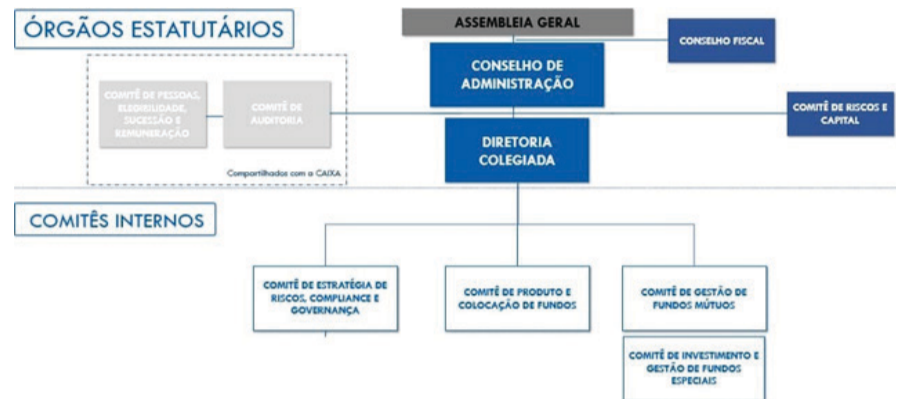 ÓRGÃOS ESTATUTÁRIOS
ASSEMBLEIA GERAL
CONSELHO FISCAL
CONSELHO DE
ADMINISTRAÇÃO
COMITÊ DE PESSOAS,
ELEGIBILIDADE,
SUCESSÃO E
REMUNERAÇÃO
COMITÊ DE
AUDITORIA
COMITÊ DE RISCOS E
CAPITAL
DIRETORIA
COLEGIADA
Compartilhados com a CAIXA
COMITÊS INTERNOS
COMITÊ DE ESTRATÉGIA DE
RISCOS, COMPLIANCE E
GOVERNANÇA
COMITÊ DE PRODUTO E
COLOCAÇÃO DE FUNDOS
COMITÊ DE GESTÃO DE
FUNDOS MÚTUOS
COMITÊ DE INVESTIMENTO E
GESTÃO DE FUNDOS
ESPECIAIS